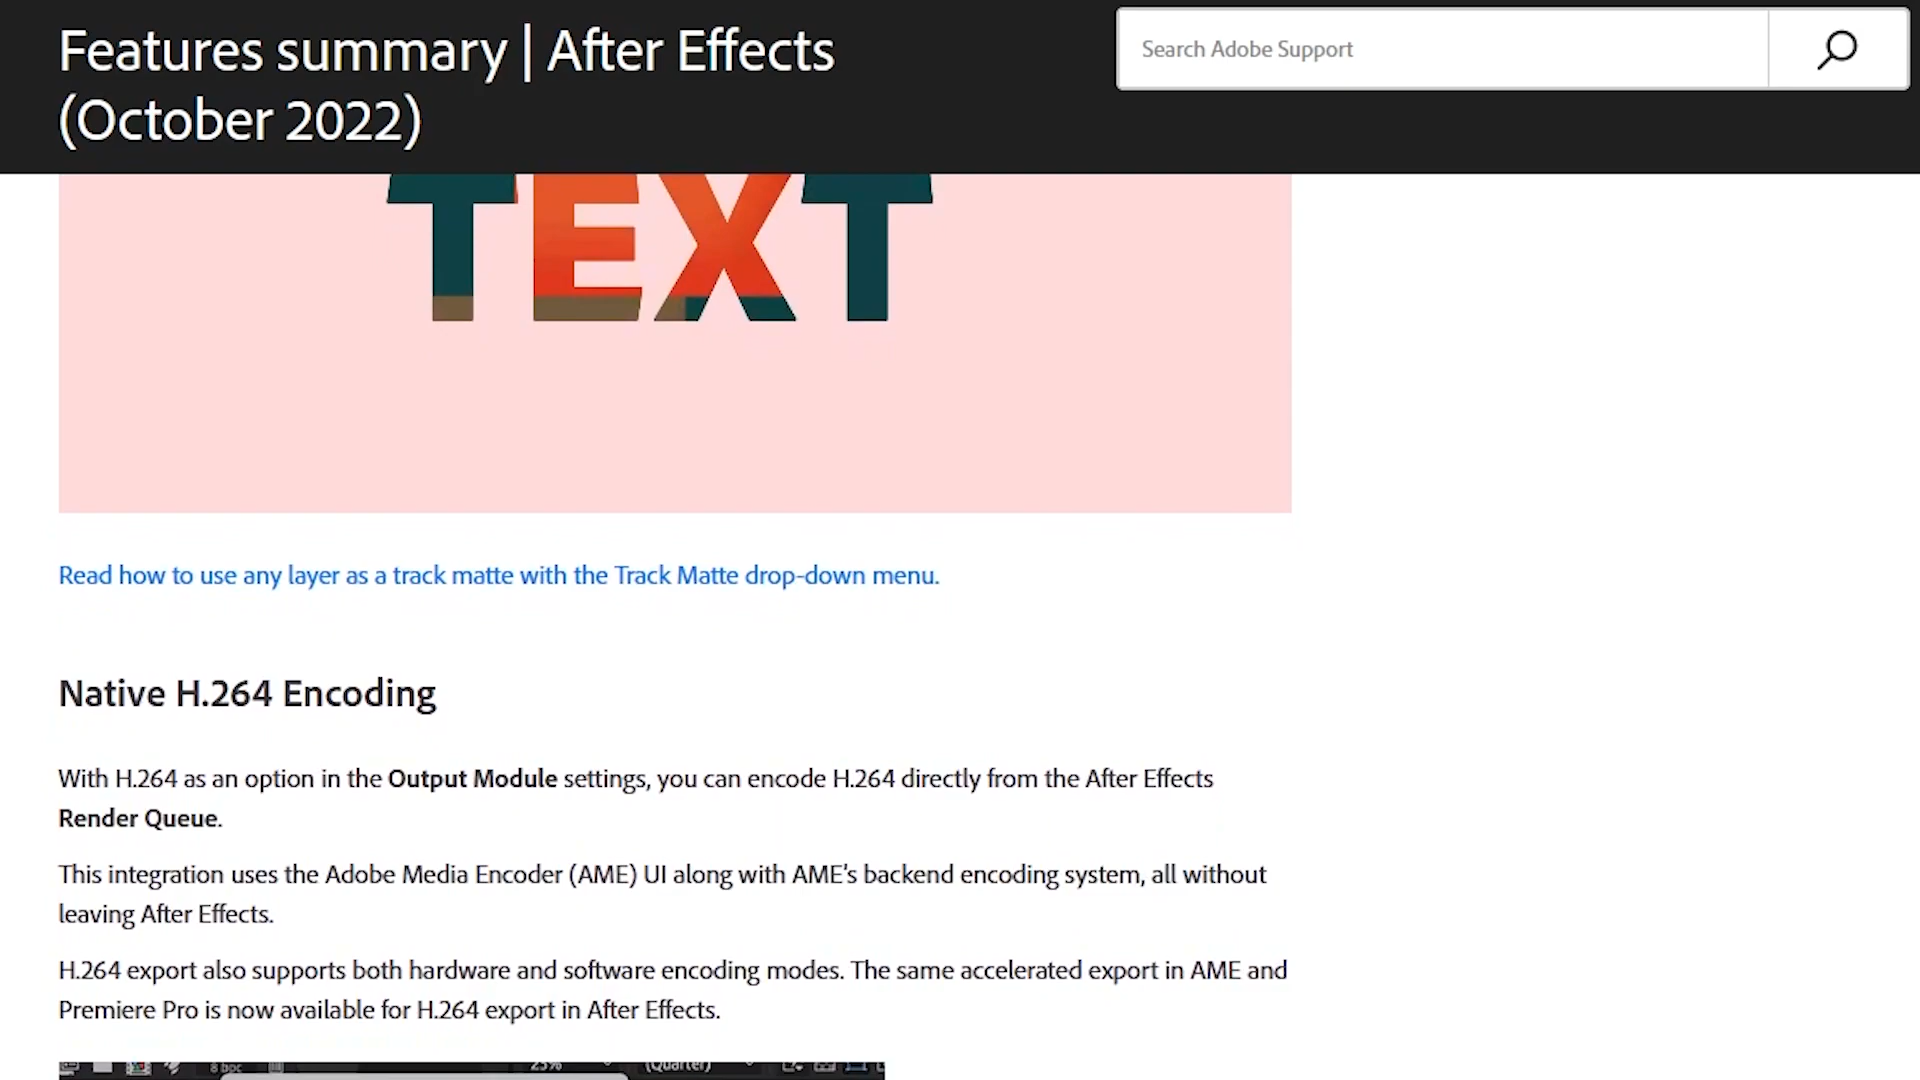 Features summary | After Effects
(October 2022)
Search Adobe Support
TEXT
Read how to use any layer as a track matte with the Track Matte drop-down menu.
Native H.264 Encoding
With H.264 as an option in the Output Module settings, you can encode H.264 directly from the After Effects
Render Queue.
This integration uses the Adobe Media Encoder (AME) UI along with AME's backend encoding system, all without
leaving After Effects.
H.264 export also supports both hardware and software encoding modes. The same accelerated export in AME and
Premiere Pro is now available for H.264 export in After Effects.
8 bpc 25% (Quarter)